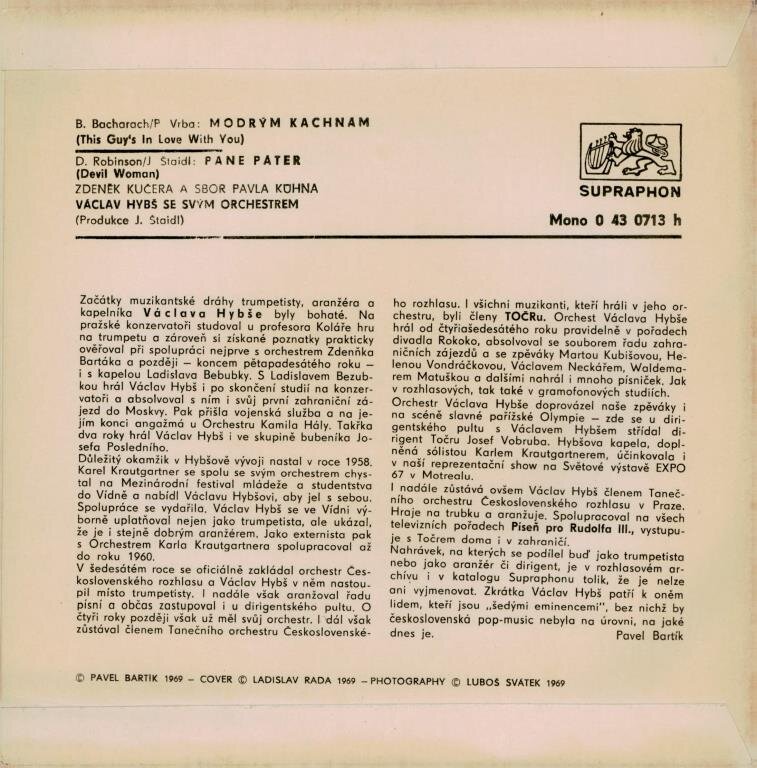 B. Bacharach/P Vrba: MODRÝM KACHNAM
(This Guy's In Love With You)
D. Robinson/J Štaidl: PANE PATER
(Devil Woman)
ZDENĚK KUČERA A SBOR PAVLA KÜHNA
VÁCLAV HYBŠ SE SVÝM ORCHESTREM
(Produkce J. Štaidl)
SUPRAPHON
Mono 0 43 0713 h
Začátky muzikantské dráhy trumpetisty, aranžéra a
kapelníka Václava Hybše byly bohaté. Na
pražské konzervatoři studoval u profesora Koláře hru
na trumpetu a zároveň si získané poznatky prakticky
ověřoval při spolupráci nejprve s orchestrem Zdeňka
Bartáka a později – koncem pětapadesátého roku –
i s kapelou Ladislava Bebubky. S Ladislavem Bezub-
kou hrál Václav Hybš i po skončení studií na konzer-
vatoři a absolvoval s ním i svůj první zahraniční zá-
jezd do Moskvy. Pak přišla vojenská služba a na je-
jím konci angažmá u Orchestru Kamila Hály. Takřka
dva roky hrál Václav Hybš i ve skupině bubeníka Jo-
sefa Posledního.
Důležitý okamžik v Hybšově vývoji nastal v roce 1958.
Karel Krautgartner se spolu se svým orchestrem chys-
tal na Mezinárodní festival mládeže a studentstva
do Vídně a nabídl Václavu Hybšovi, aby jel s sebou.
Spolupráce se vydařila. Václav Hybš se ve Vídni vý-
borně uplatňoval nejen jako trumpetista, ale ukázal,
že je i stejně dobrým aranžérem. Jako externista pak
s Orchestrem Karla Krautgartnera spolupracoval až
do roku 1960.
V šedesátém roce se oficiálně zakládal orchestr Čes-
koslovenského rozhlasu a Václav Hybš v něm nastou-
pil místo trumpetisty. I nadále však aranžoval řadu
písní a občas zastupoval i u dirigentského pultu. O
čtyři roky později však už měl svůj orchestr. I dál však
zůstával členem Tanečního orchestru Československé-
ho rozhlasu. I všichni muzikanti, kteří hráli v jeho or-
chestru, byli členy TOČRu. Orchest Václava Hybše
hrál od čtyřiašedesátého roku pravidelně v pořadech
divadla Rokoko, absolvoval se souborem řadu zahra-
ničních zájezdů a se zpěváky Martou Kubišovou, He-
lenou Vondráčkovou, Václavem Neckářem, Waldema-
rem Matuškou a dalšími nahrál i mnoho písniček. Jak
v rozhlasových, tak také v gramofonových studiích.
Orchestr Václava Hybše doprovázel naše zpěváky i
na scéně slavné pařížské Olympie – zde se u diri-
gentského pultu s Václavem Hybšem střídal di-
rigent Točru Josef Vobruba. Hybšova kapela, dopl-
něná sólistou Karlem Krautgartnerem, účinkovala i
v naší reprezentační show na Světové výstavě EXPO
67 v Motrealu.
I nadále zůstává ovšem Václav Hybš členem Taneč-
ního orchestru Československého rozhlasu v Praze.
Hraje na trubku a aranžuje. Spolupracoval na všech
televizních pořadech Píseň pro Rudolfa III., vystupu-
je s Točrem doma i v zahraničí.
Nahrávek, na kterých se podílel buď jako trumpetista
nebo jako aranžér či dirigent, je v rozhlasovém ar-
chívu i v katalogu Supraphonu tolik, že je nelze
ani vyjmenovat. Zkrátka Václav Hybš patří k oněm
lidem, kteří jsou „šedými eminencemi", bez nichž by
československá pop-music nebyla na úrovni, na jaké
dnes je. Pavel Bartík
© PAVEL BARTÍK 1969 – COVER © LADISLAV RADA 1969 – PHOTOGRAPHY © LUBOŠ SVÁTEK 1969